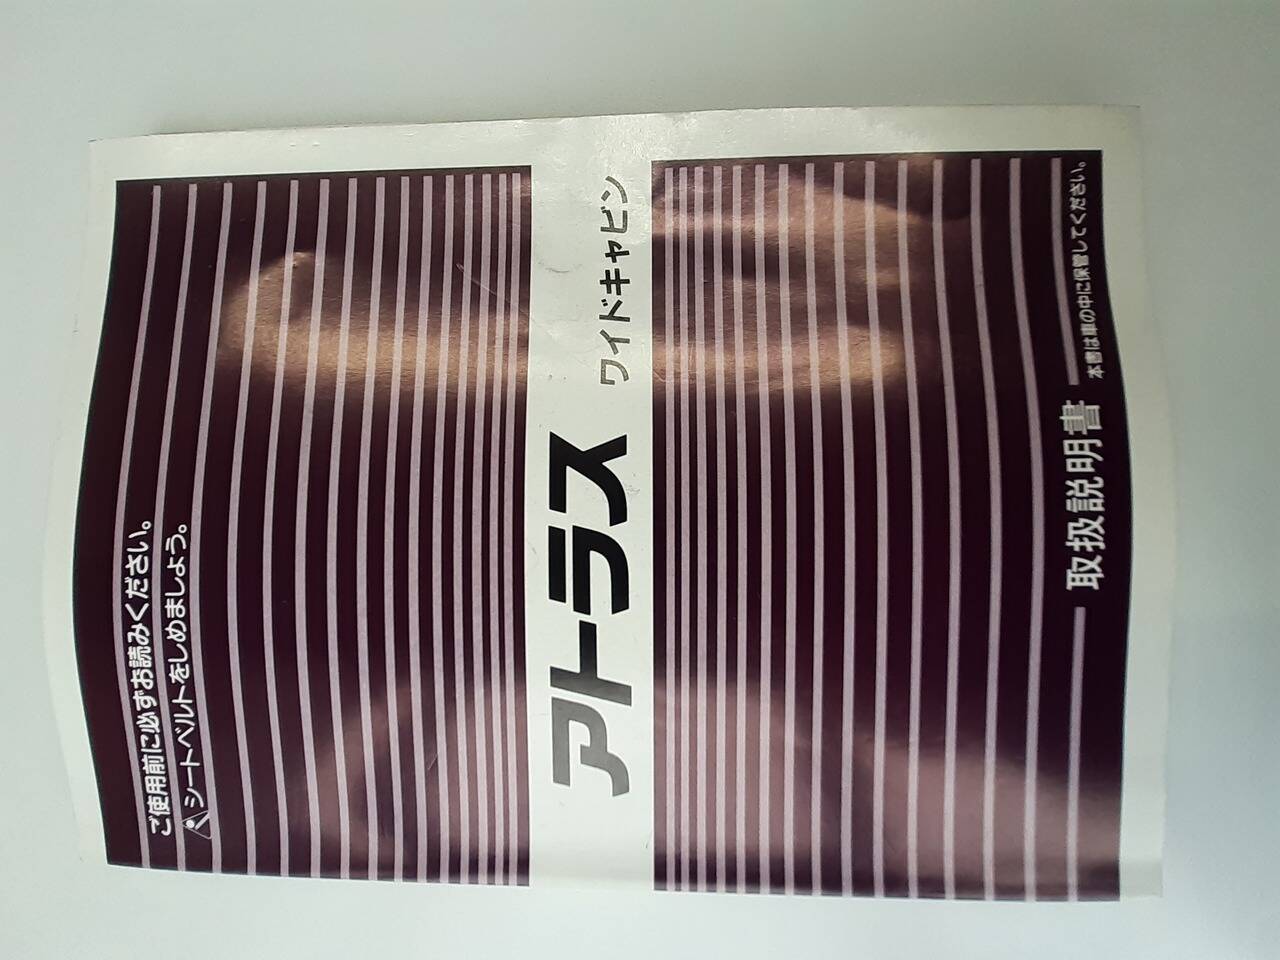 ご使用前に必ずお読みください。
シートベルトをしめましょう。
アトラス ワイドキャビン
取扱説明書
本書は車の中に保管してください。